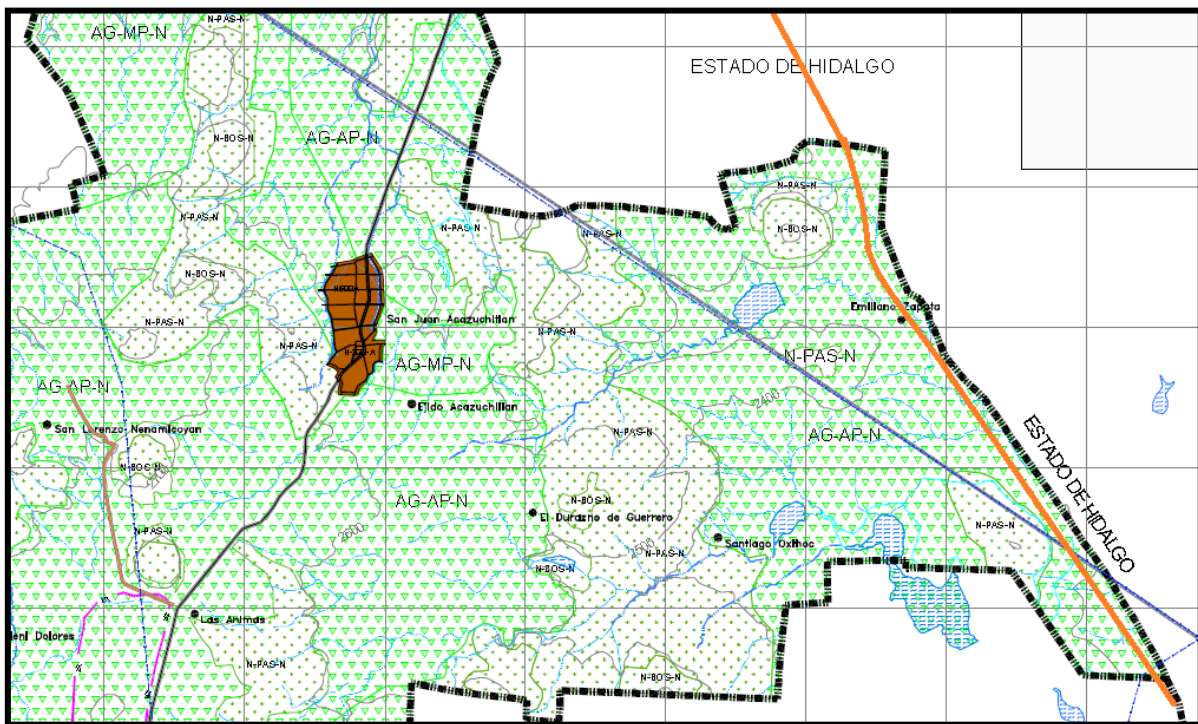 N-PAS-N
AG-MP-N
ESTADO DE HIDALGO
N-BOS-N
AG-AP-N
N-PAS-N
N-PAS-N
N-BOS-N
N-PAS-N
N-PAS-N
N-BOS-N
Emiliano Zapata
San Juan Acazuchitlan
N-PAS-N
N-PAS-N
N-PAS-N
N-PAS-N
AG-MP-N
AG-AP-N
2400
Ejido Acazuchitlan
San Lorenzo Nenamicoyan
N-PAS-N
AG-AP-N
ESTADO DE HIDALGO
N-BOS-N
AG-AP-N
N-BOS-N
El Durazno de Guerrero
N-PAS-N
N-PAS-N
2600
Santiago Oxthoc
2500
N-PAS-N
N-BOS-N
Las Animas
Dolores
N-PAS-N
N-BOS-N